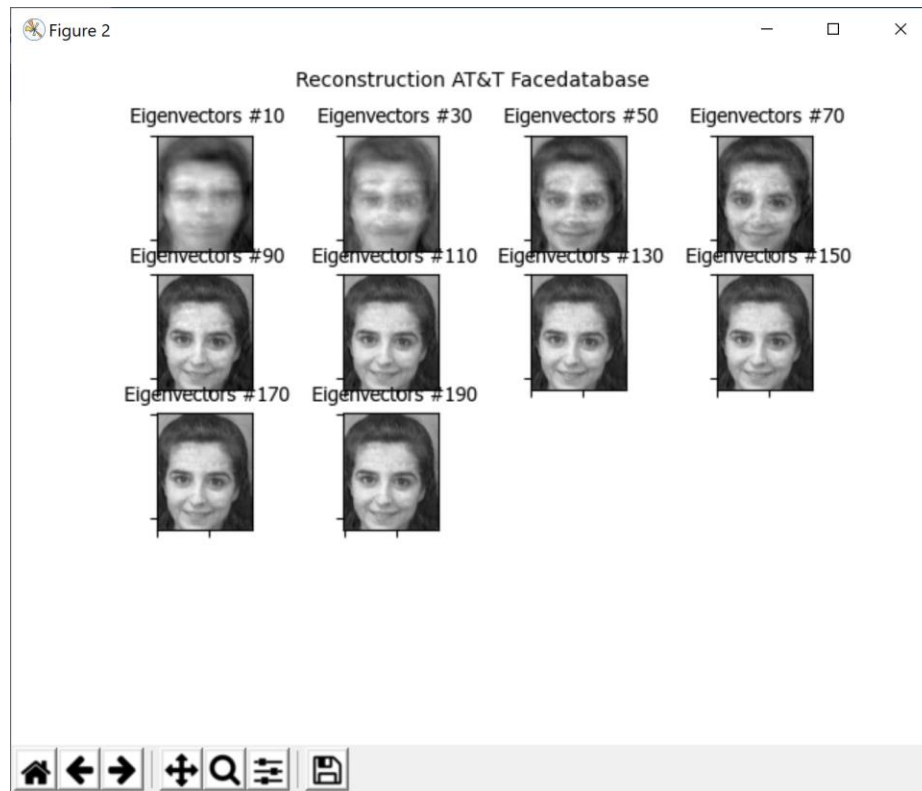 Figure 2
Reconstruction AT&T Facedatabase
Eigenvectors #10 Eigenvectors #30 Eigenvectors #50 Eigenvectors #70
Eigenvectors #90 Eigenvectors #110 Eigenvectors #130 Eigenvectors #150
Eigenvectors #170 Eigenvectors #190